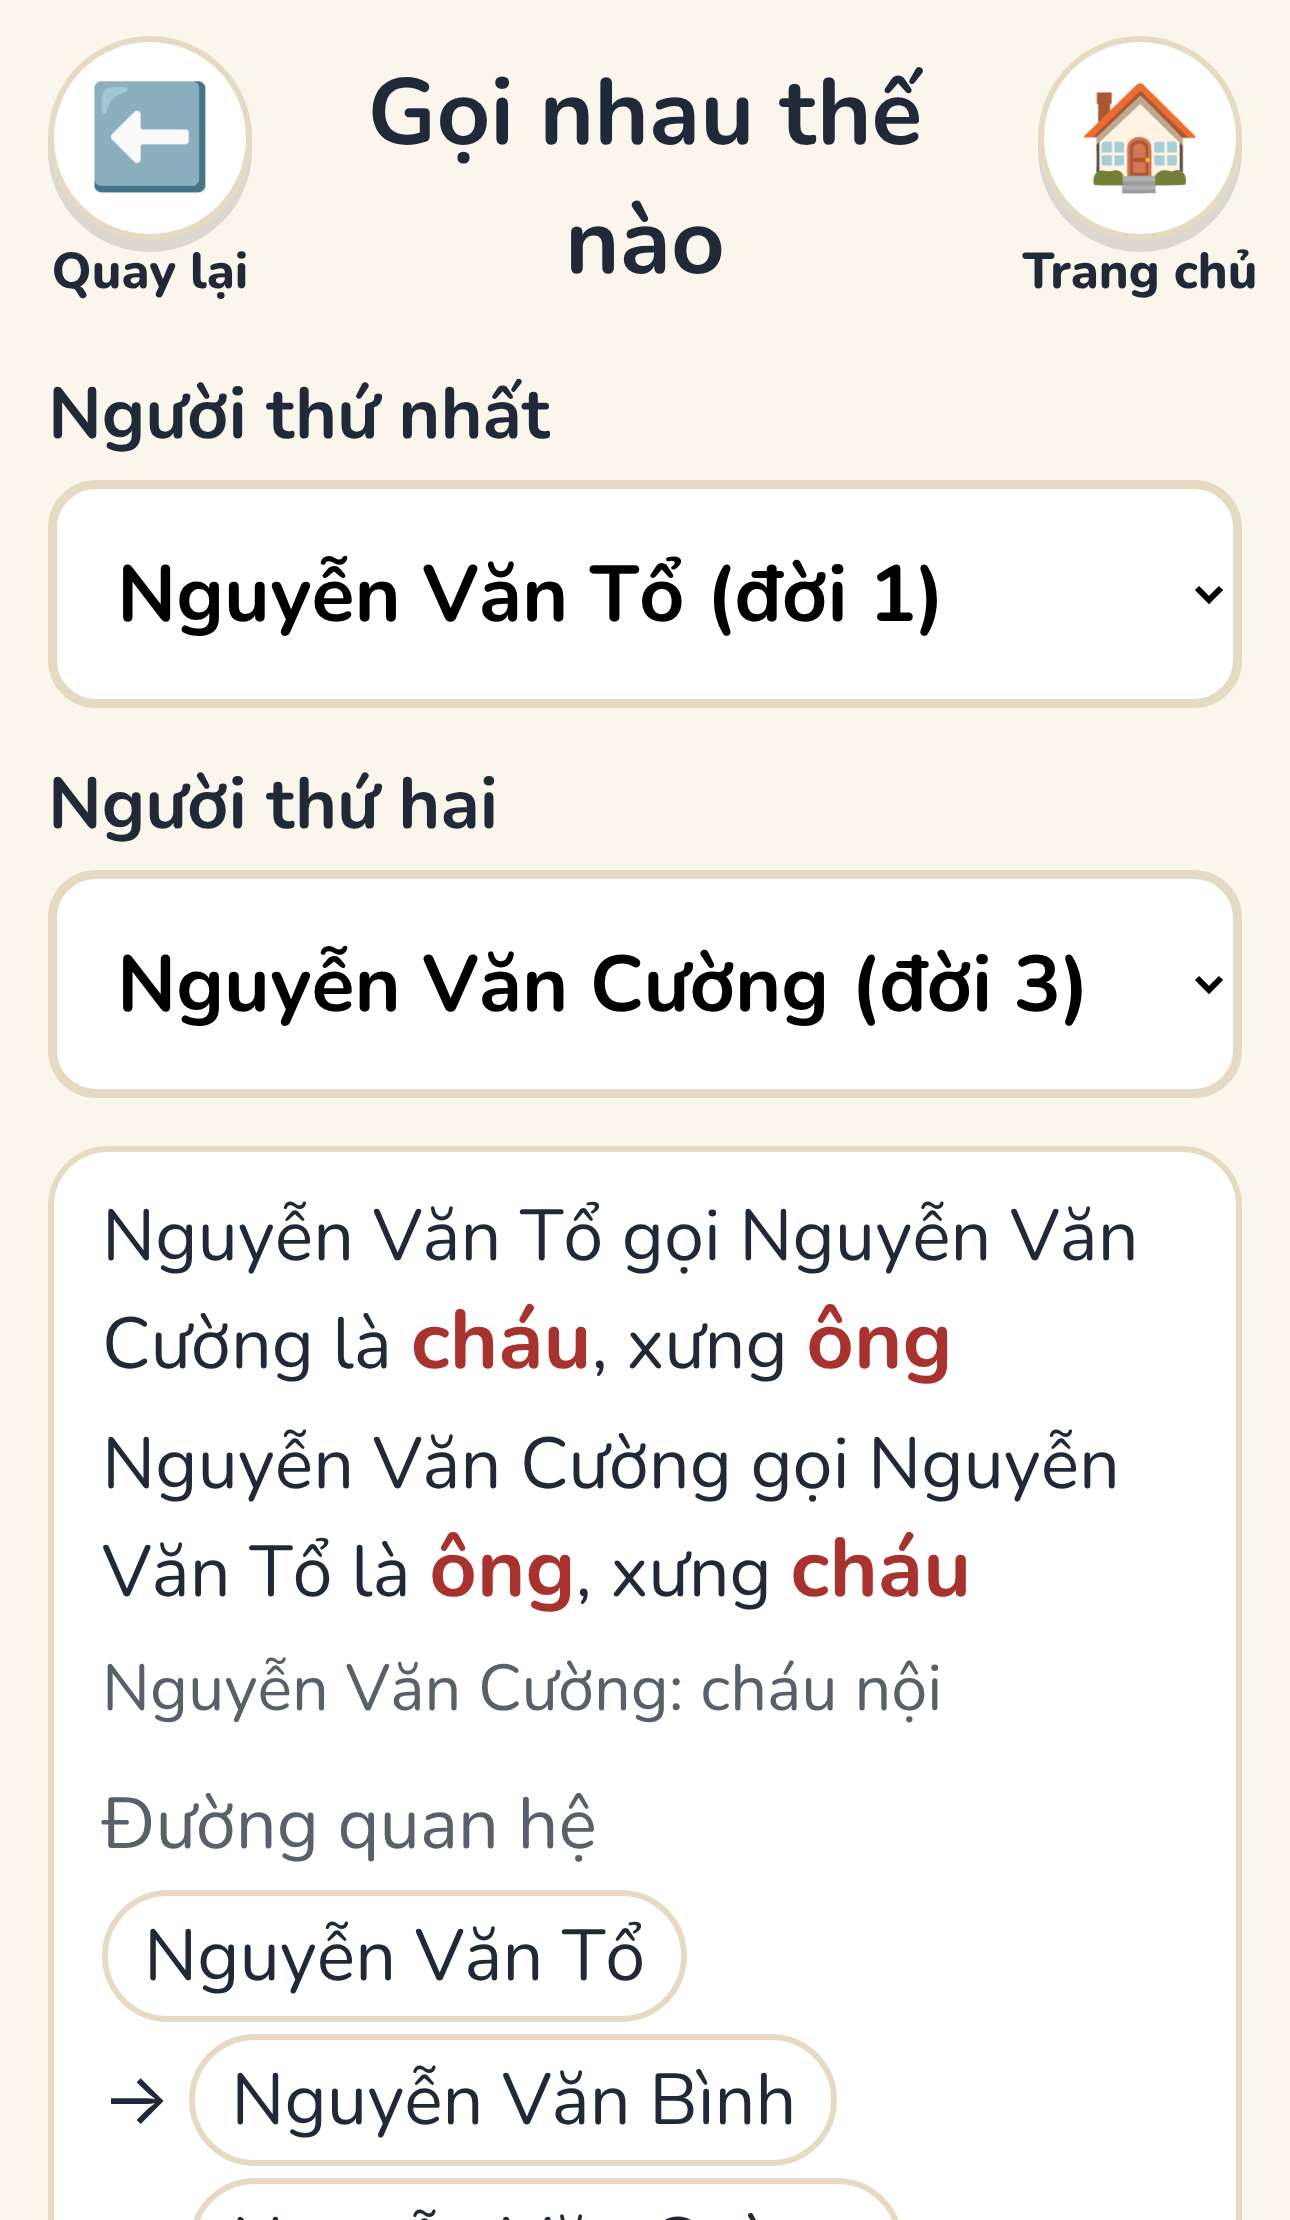 Gọi nhau thế
nào
Quay lại
Trang chủ
Người thứ nhất
Nguyễn Văn Tổ (đời 1)
Người thứ hai
Nguyễn Văn Cường (đời 3)
Nguyễn Văn Tổ gọi Nguyễn Văn
Cường là cháu, xưng ông
Nguyễn Văn Cường gọi Nguyễn
Văn Tổ là ông, xưng cháu
Nguyễn Văn Cường: cháu nội
Đường quan hệ
Nguyễn Văn Tổ
→ Nguyễn Văn Bình